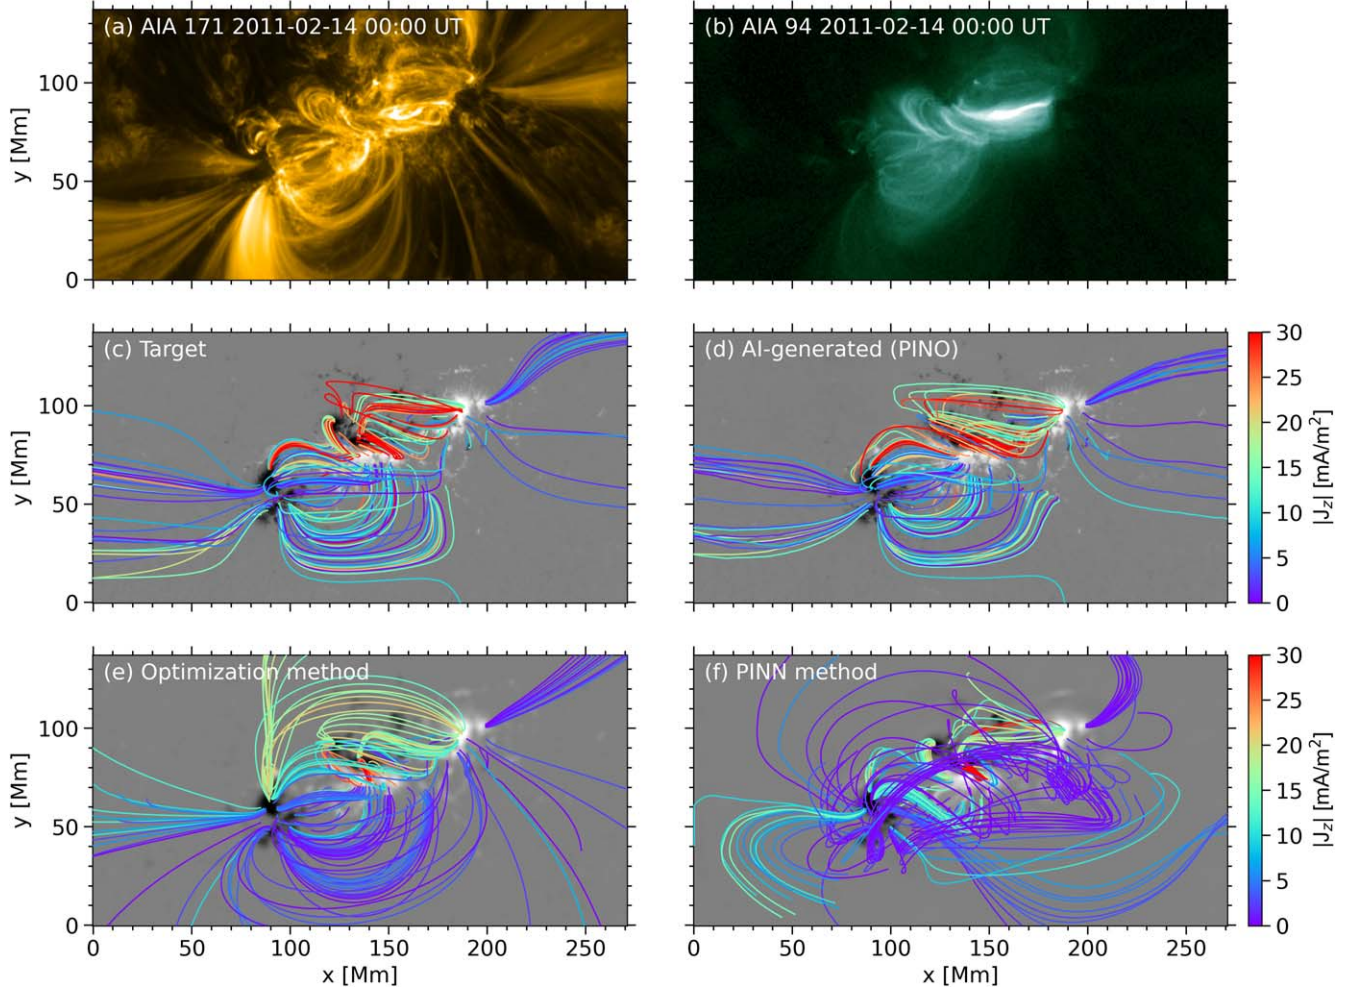 (a) AIA 171 2011-02-14 00:00 UT
(b) AIA 94 2011-02-14 00:00 UT
y [Mm]
100
50
0
(c) Target
(d) AI-generated (PINO)
y [Mm]
100
50
0
30
25
20
15
10
5
0
|J_z| [mA/m²]
(e) Optimization method
(f) PINN method
y [Mm]
100
50
0
0 50 100 150 200 250
x [Mm]
0 50 100 150 200 250
x [Mm]
30
25
20
15
10
5
0
|J_z| [mA/m²]